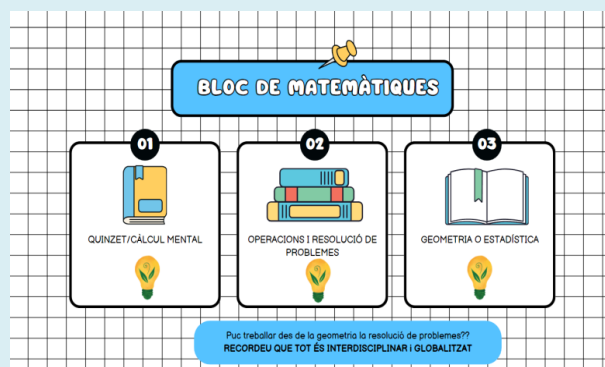 BLOC DE MATEMÀTIQUES
01
QUINZET/CÀLCUL MENTAL
02
OPERACIONS I RESOLUCIÓ DE
PROBLEMES
03
GEOMETRIA O ESTADÍSTICA
Puc treballar des de la geometria la resolució de problemes??
RECORDEU QUE TOT ÉS INTERDISCIPLINAR i GLOBALITZAT